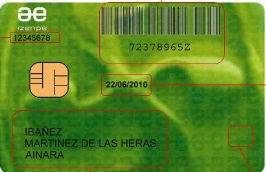 izenpe
12345678
72378965Z
22/06/2010
IBAÑEZ
MARTINEZ DE LAS HERAS
AINARA